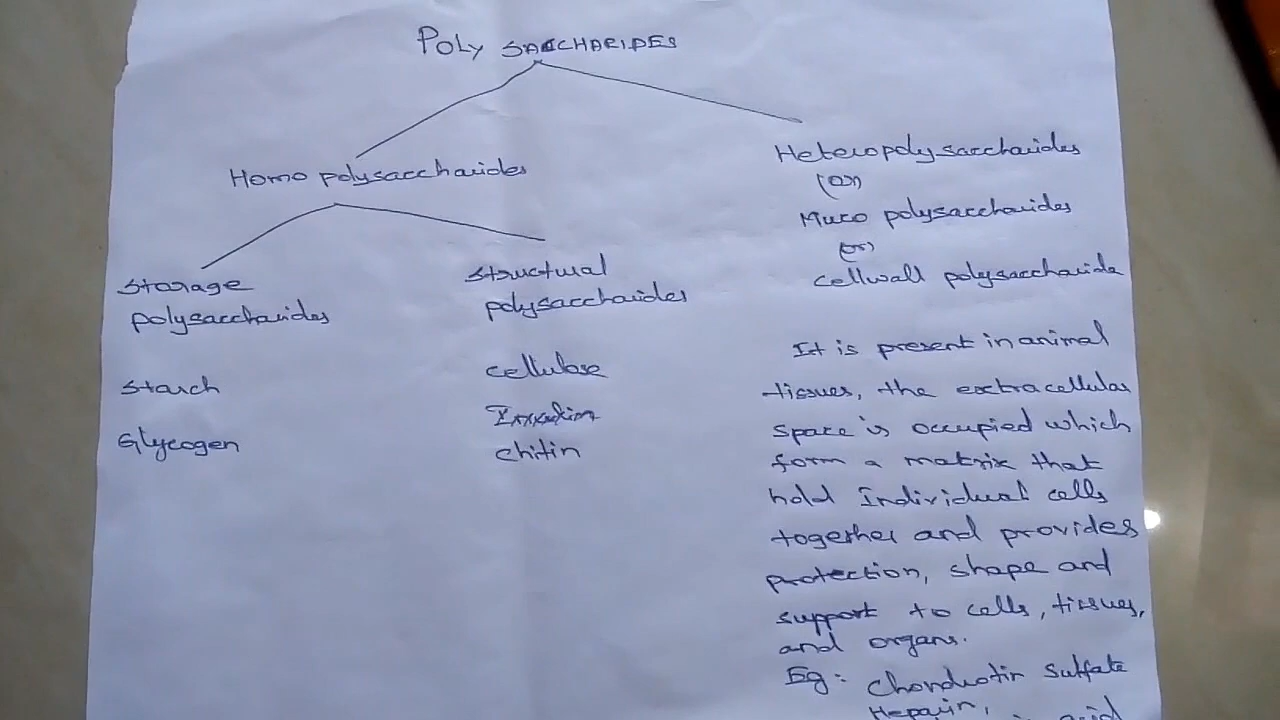 POLY SACCHARIDES
Homo polysaccharides
Storage
polysaccharides
Starch
Glycogen
Structural
polysaccharides
cellulose
chitin
Heteropolysaccharides
(or)
Muco polysaccharides
(or)
cellwall polysaccharide
It is present in animal
tissues, the extracellular
space is occupied which
form a matrix that
hold Individual cells
together and provides
protection, shape and
support to cells, tissues,
and organs.
Eg: Chondrotin Sulfate
Heparin,
acid